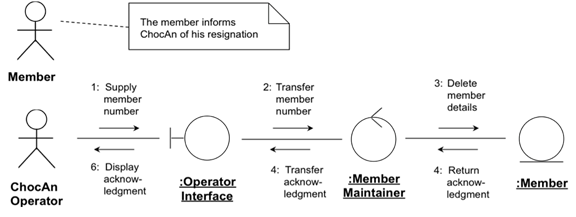 The member informs
ChocAn of his resignation
Member
1: Supply
member
number
2: Transfer
member
number
3: Delete
member
details
6: Display
acknow-
ledgment
4: Transfer
acknow-
ledgment
4: Return
acknow-
ledgment
ChocAn
Operator
:Operator
Interface
:Member
Maintainer
:Member